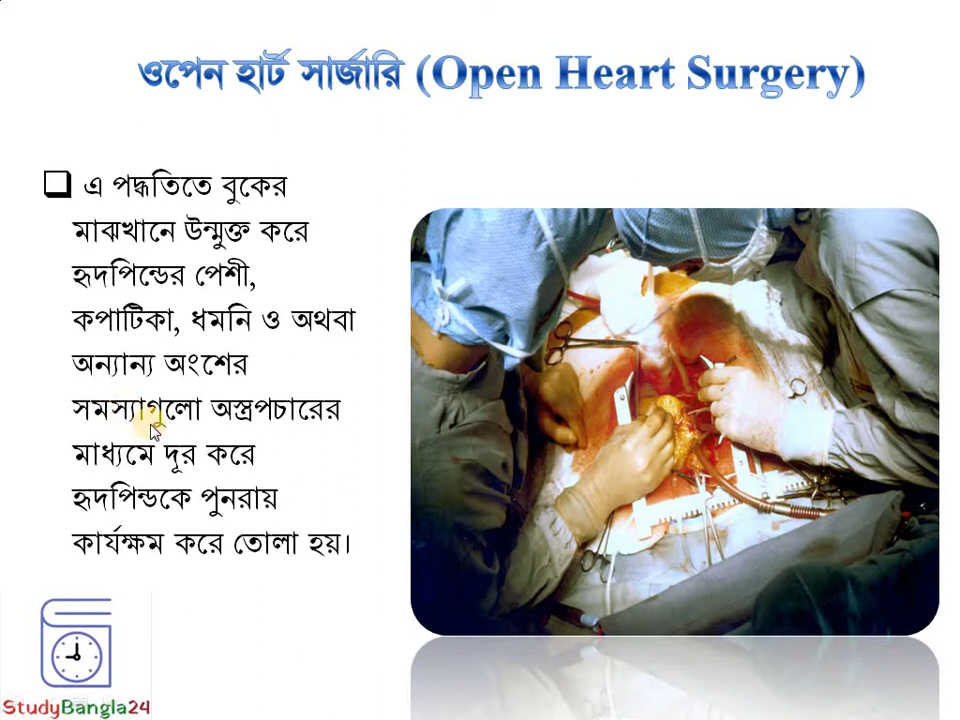 ওপেন হার্ট সার্জারি (Open Heart Surgery)
এ পদ্ধতিতে বুকের
মাঝখানে উন্মুক্ত করে
হৃদপিন্ডের পেশী,
কপাটিকা, ধমনি ও অথবা
অন্যান্য অংশের
সমস্যাগুলো অস্ত্রপচারের
মাধ্যমে দূর করে
হৃদপিন্ডকে পুনরায়
কার্যক্ষম করে তোলা হয়।
StudyBangla24